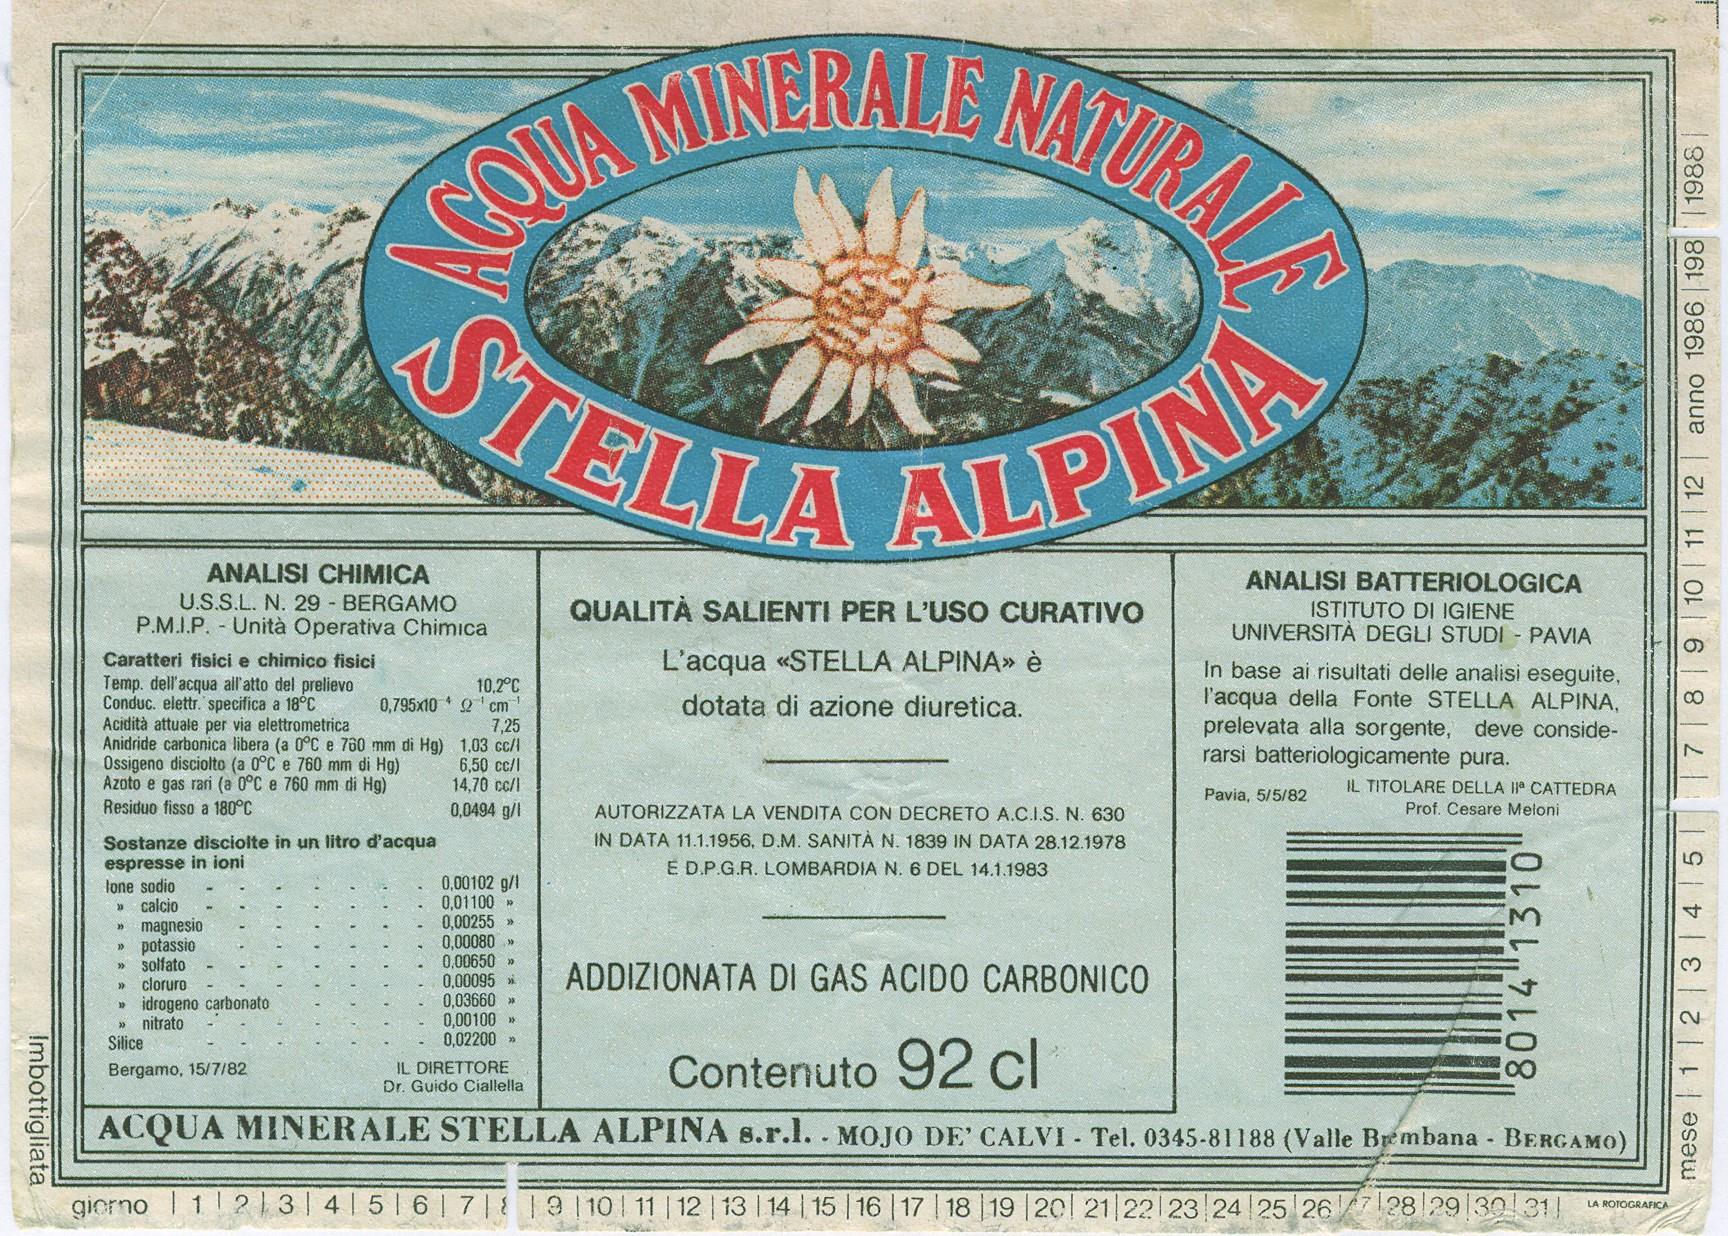 ACQUA MINERALE NATURALE
STELLA ALPINA
ANALISI CHIMICA
U.S.S.L. N. 29 - BERGAMO
P.M.I.P. - Unità Operativa Chimica
Caratteri fisici e chimico fisici
Temp. dell'acqua all'atto del prelievo 10,2°C
Conduc. elettr. specifica a 18°C 0,795x10⁻⁴ Ω⁻¹ cm⁻¹
Acidità attuale per via elettrometrica 7,25
Anidride carbonica libera (a 0°C e 760 mm di Hg) 1,03 cc/l
Ossigeno disciolto (a 0°C e 760 mm di Hg) 6,50 cc/l
Azoto e gas rari (a 0°C e 760 mm di Hg) 14,70 cc/l
Residuo fisso a 180°C 0,0494 g/l
Sostanze disciolte in un litro d'acqua
espresse in ioni
Ione sodio - - - - - - - 0,00102 g/l
» calcio - - - - - - - 0,01100 »
» magnesio - - - - - - 0,00255 »
» potassio - - - - - - 0,00080 »
» solfato - - - - - - - 0,00650 »
» cloruro - - - - - - - 0,00095 »
» idrogeno carbonato - - - - 0,03660 »
» nitrato - - - - - - - 0,00100 »
Silice - - - - - - - 0,02200 »
Bergamo, 15/7/82 IL DIRETTORE
Dr. Guido Ciallella
QUALITÀ SALIENTI PER L'USO CURATIVO
L'acqua «STELLA ALPINA» è
dotata di azione diuretica.
AUTORIZZATA LA VENDITA CON DECRETO A.C.I.S. N. 630
IN DATA 11.1.1956, D.M. SANITÀ N. 1839 IN DATA 28.12.1978
E D.P.G.R. LOMBARDIA N. 6 DEL 14.1.1983
ADDIZIONATA DI GAS ACIDO CARBONICO
Contenuto 92 cl
ANALISI BATTERIOLOGICA
ISTITUTO DI IGIENE
UNIVERSITÀ DEGLI STUDI - PAVIA
In base ai risultati delle analisi eseguite,
l'acqua della Fonte STELLA ALPINA,
prelevata alla sorgente, deve conside-
rarsi batteriologicamente pura.
Pavia, 5/5/82 IL TITOLARE DELLA IIª CATTEDRA
Prof. Cesare Meloni
80141310
ACQUA MINERALE STELLA ALPINA s.r.l. - MOJO DE' CALVI - Tel. 0345-81188 (Valle Brembana - BERGAMO)
Imbottigliata
giorno | 1 | 2 | 3 | 4 | 5 | 6 | 7 | 8 | 9 | 10 | 11 | 12 | 13 | 14 | 15 | 16 | 17 | 18 | 19 | 20 | 21 | 22 | 23 | 24 | 25 | 26 | 27 | 28 | 29 | 30 | 31 |
LA ROTOGRAFICA
mese | 1 | 2 | 3 | 4 | 5 | | 7 | 8 | 9 | 10 | 11 | 12 | anno 1986 | 198 | 1988 |